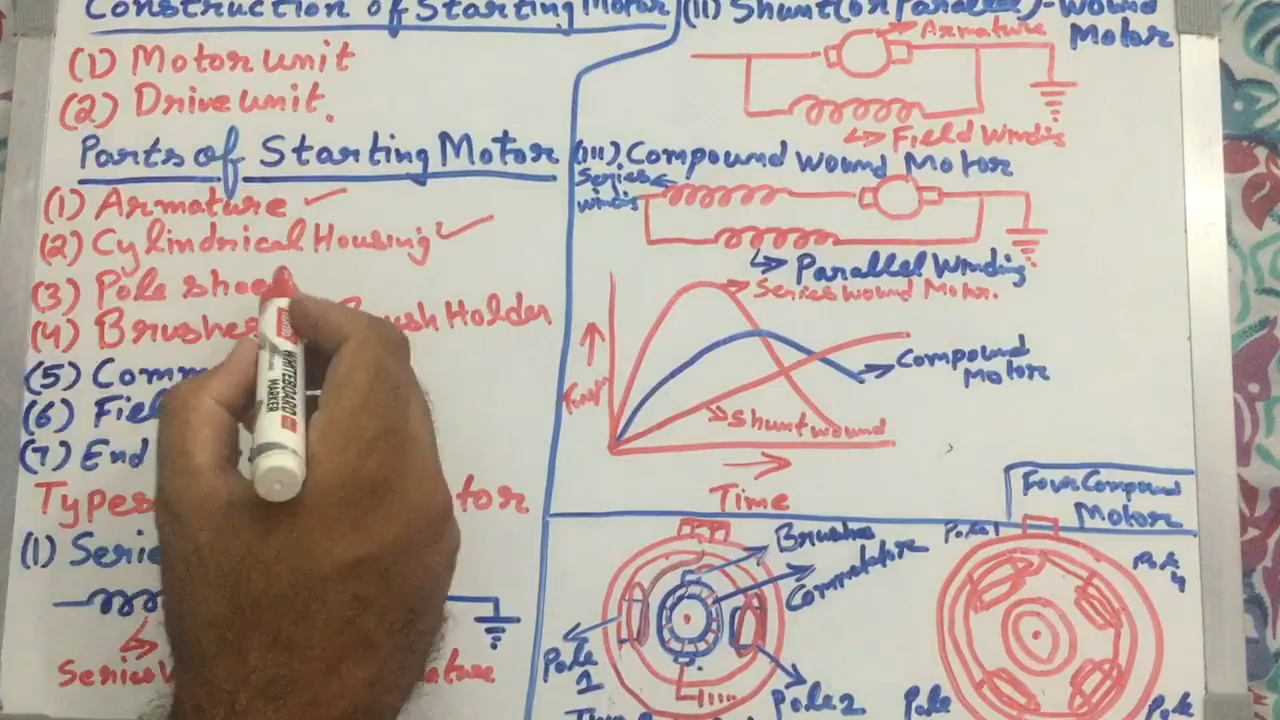 Construction of Starting Motor
(1) Motor unit
(2) Drive unit.
Parts of Starting Motor
(1) Armature
(2) Cylindrical Housing
(3) Pole shoe
(4) Brushes Brush Holder
(5) Comm
(6) Fiel
(7) End
Types tor
(1) Serie
Series ature
(II) Shunt (or Parallel)-Wound
Motor
Armature
Field Winding
(III) Compound Wound Motor
Series
Winding
Parallel Winding
Series Wound Motor.
Compound
Motor
Shunt wound
Time
Four Compound
Motor
Brushes
Commutator
Pole
1
Pole 2
Pole 1
Pole
4
Pole
Pole
WHITEBOARD
MARKER